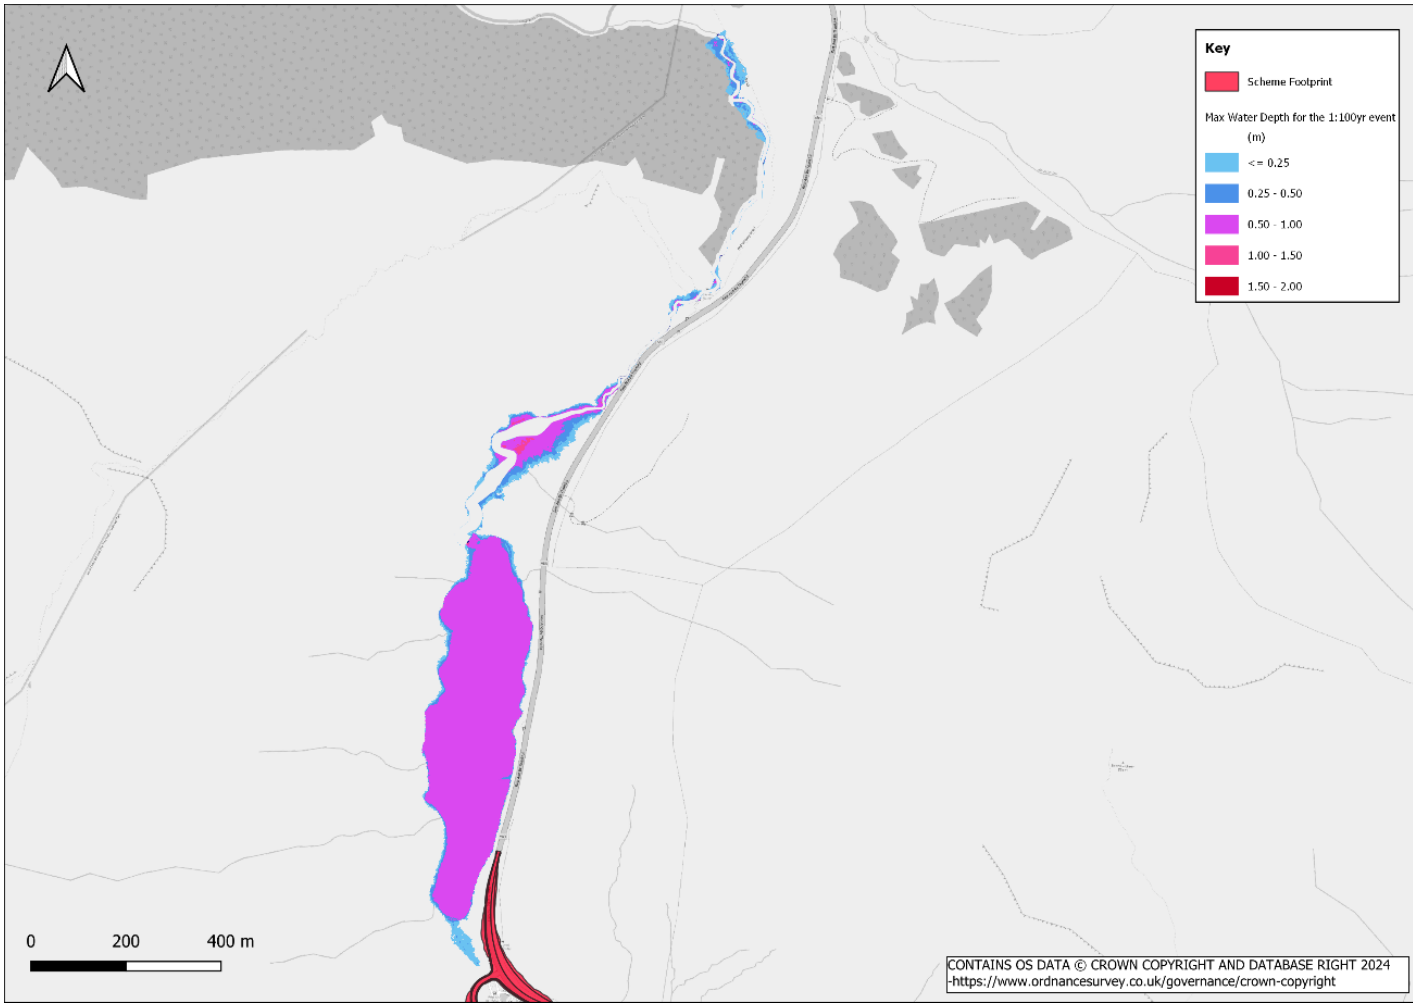 Key
Scheme Footprint
Max Water Depth for the 1:100yr event
(m)
<= 0.25
0.25 - 0.50
0.50 - 1.00
1.00 - 1.50
1.50 - 2.00
0 200 400 m
CONTAINS OS DATA © CROWN COPYRIGHT AND DATABASE RIGHT 2024
-https://www.ordnancesurvey.co.uk/governance/crown-copyright